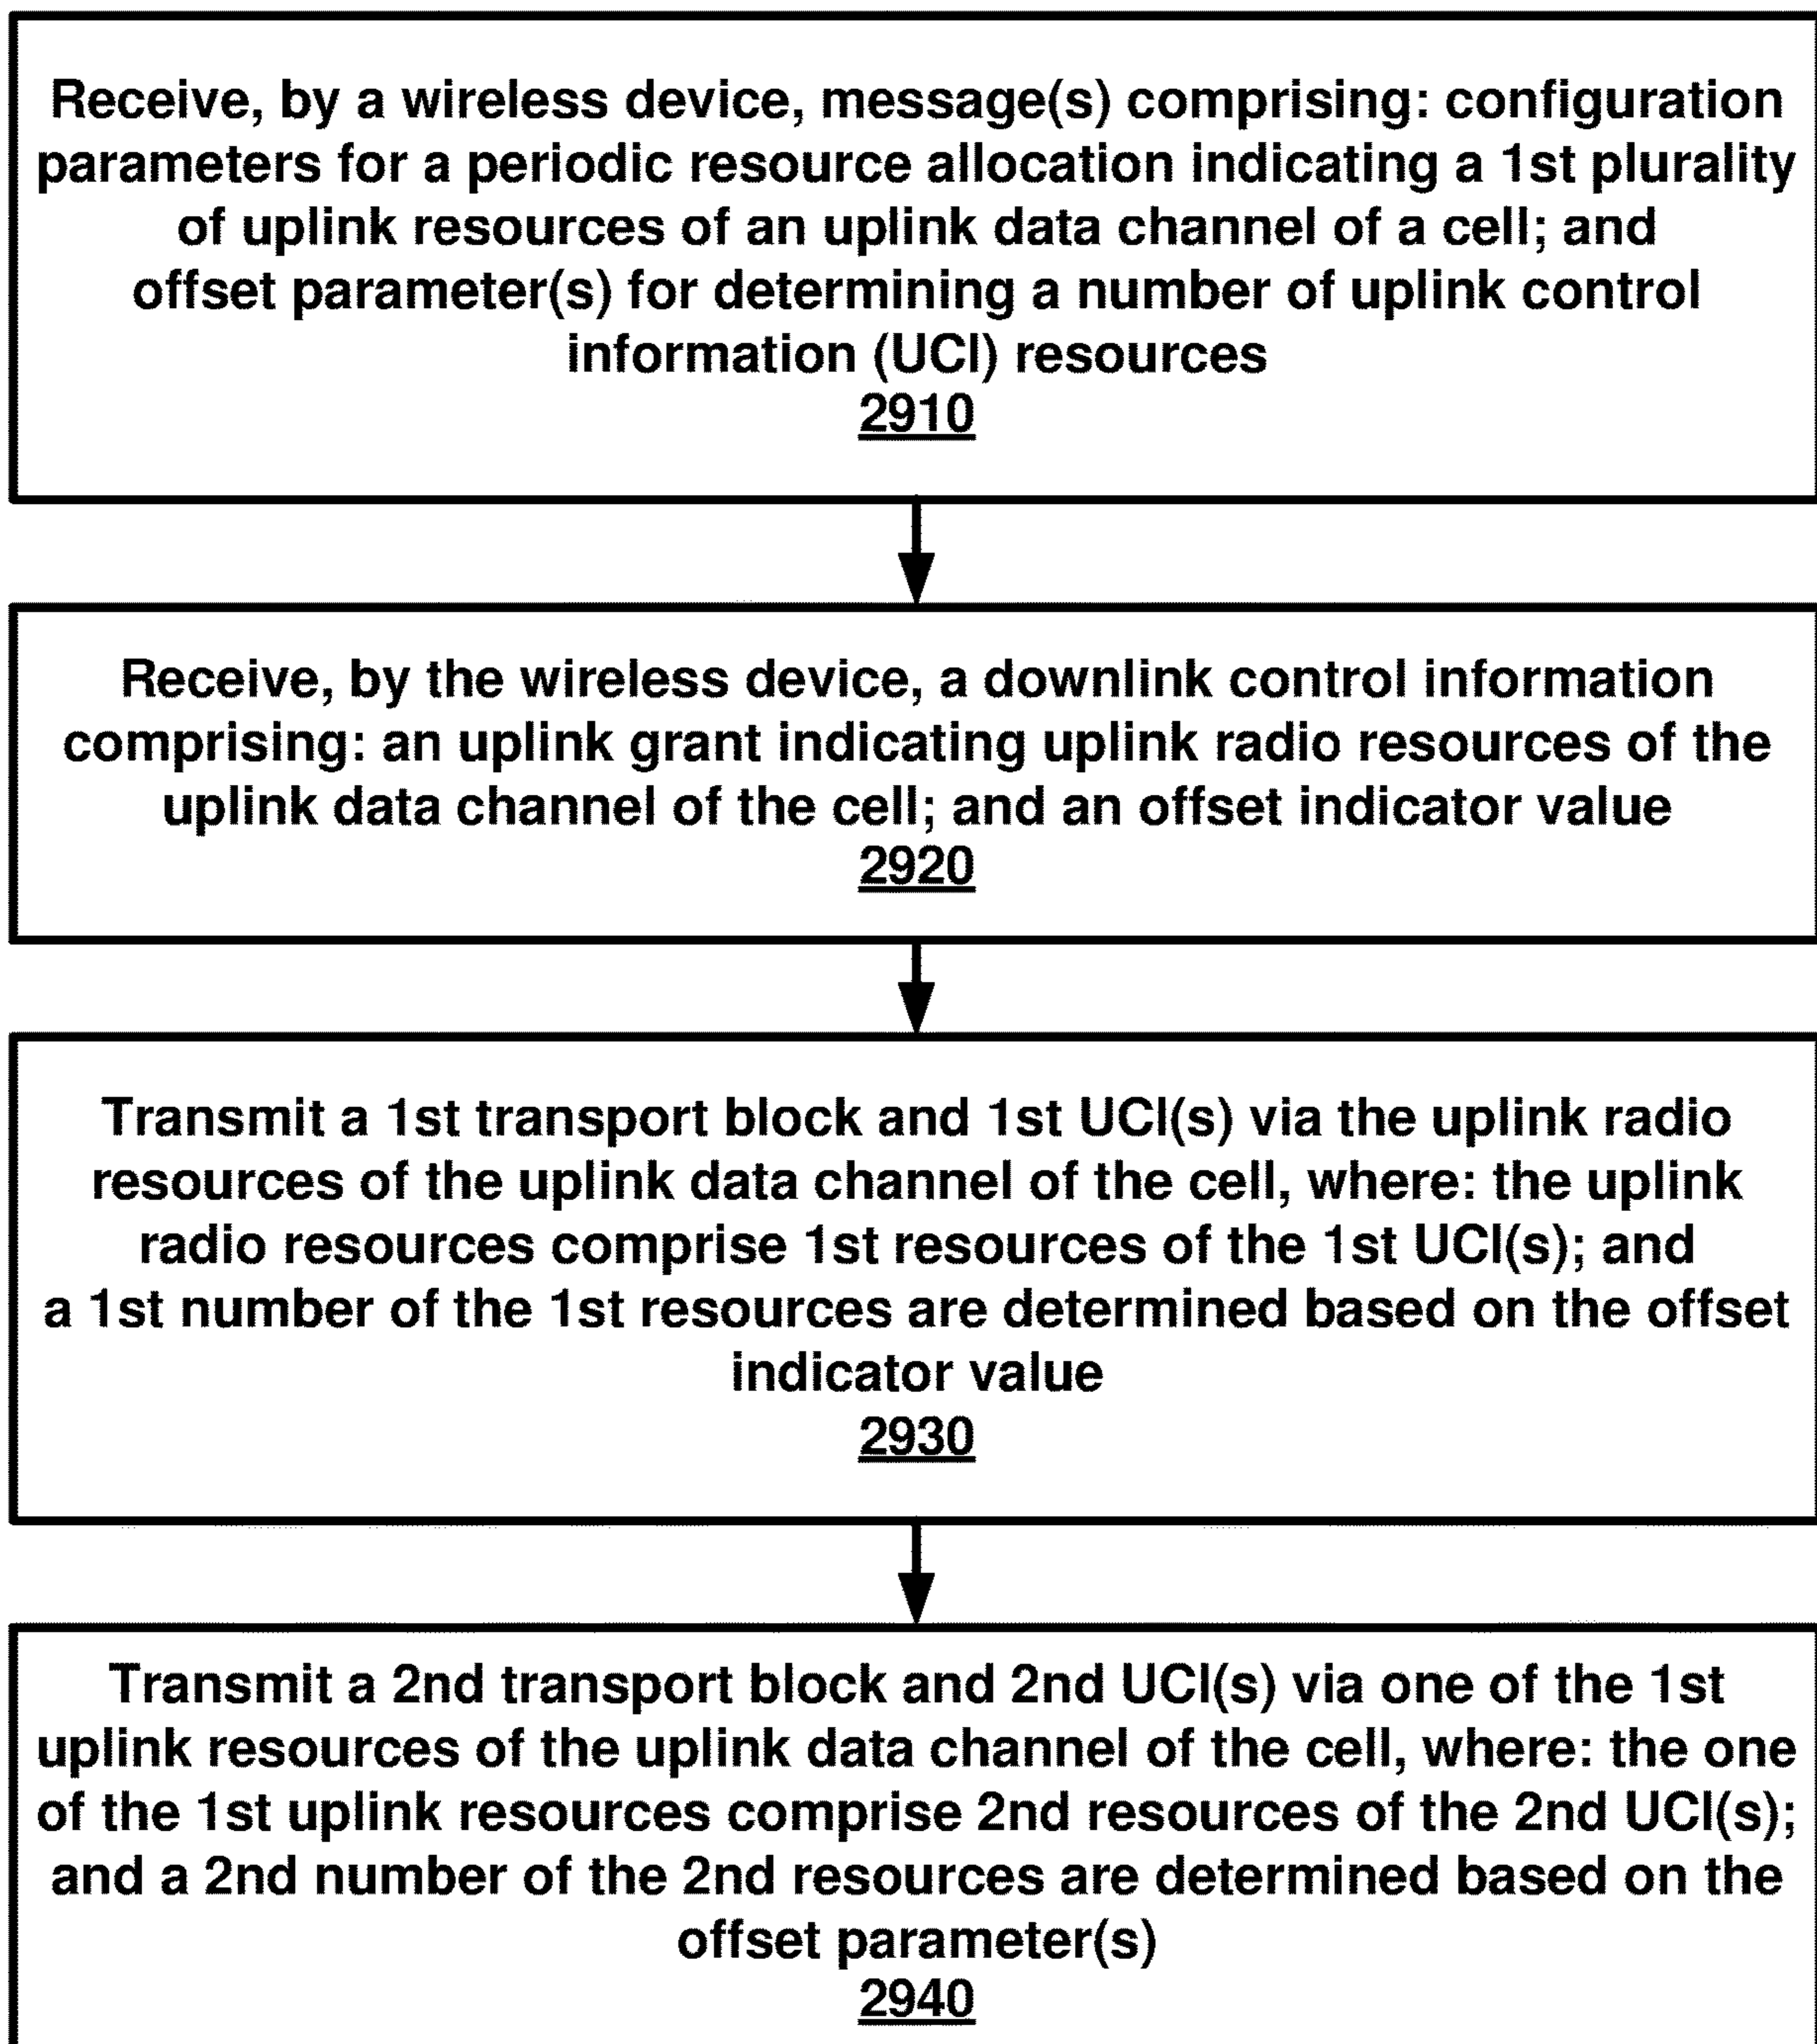 Receive, by a wireless device, message(s) comprising: configuration
parameters for a periodic resource allocation indicating a 1st plurality
of uplink resources of an uplink data channel of a cell; and
offset parameter(s) for determining a number of uplink control
information (UCI) resources
2910
Receive, by the wireless device, a downlink control information
comprising: an uplink grant indicating uplink radio resources of the
uplink data channel of the cell; and an offset indicator value
2920
Transmit a 1st transport block and 1st UCI(s) via the uplink radio
resources of the uplink data channel of the cell, where: the uplink
radio resources comprise 1st resources of the 1st UCI(s); and
a 1st number of the 1st resources are determined based on the offset
indicator value
2930
Transmit a 2nd transport block and 2nd UCI(s) via one of the 1st
uplink resources of the uplink data channel of the cell, where: the one
of the 1st uplink resources comprise 2nd resources of the 2nd UCI(s);
and a 2nd number of the 2nd resources are determined based on the
offset parameter(s)
2940